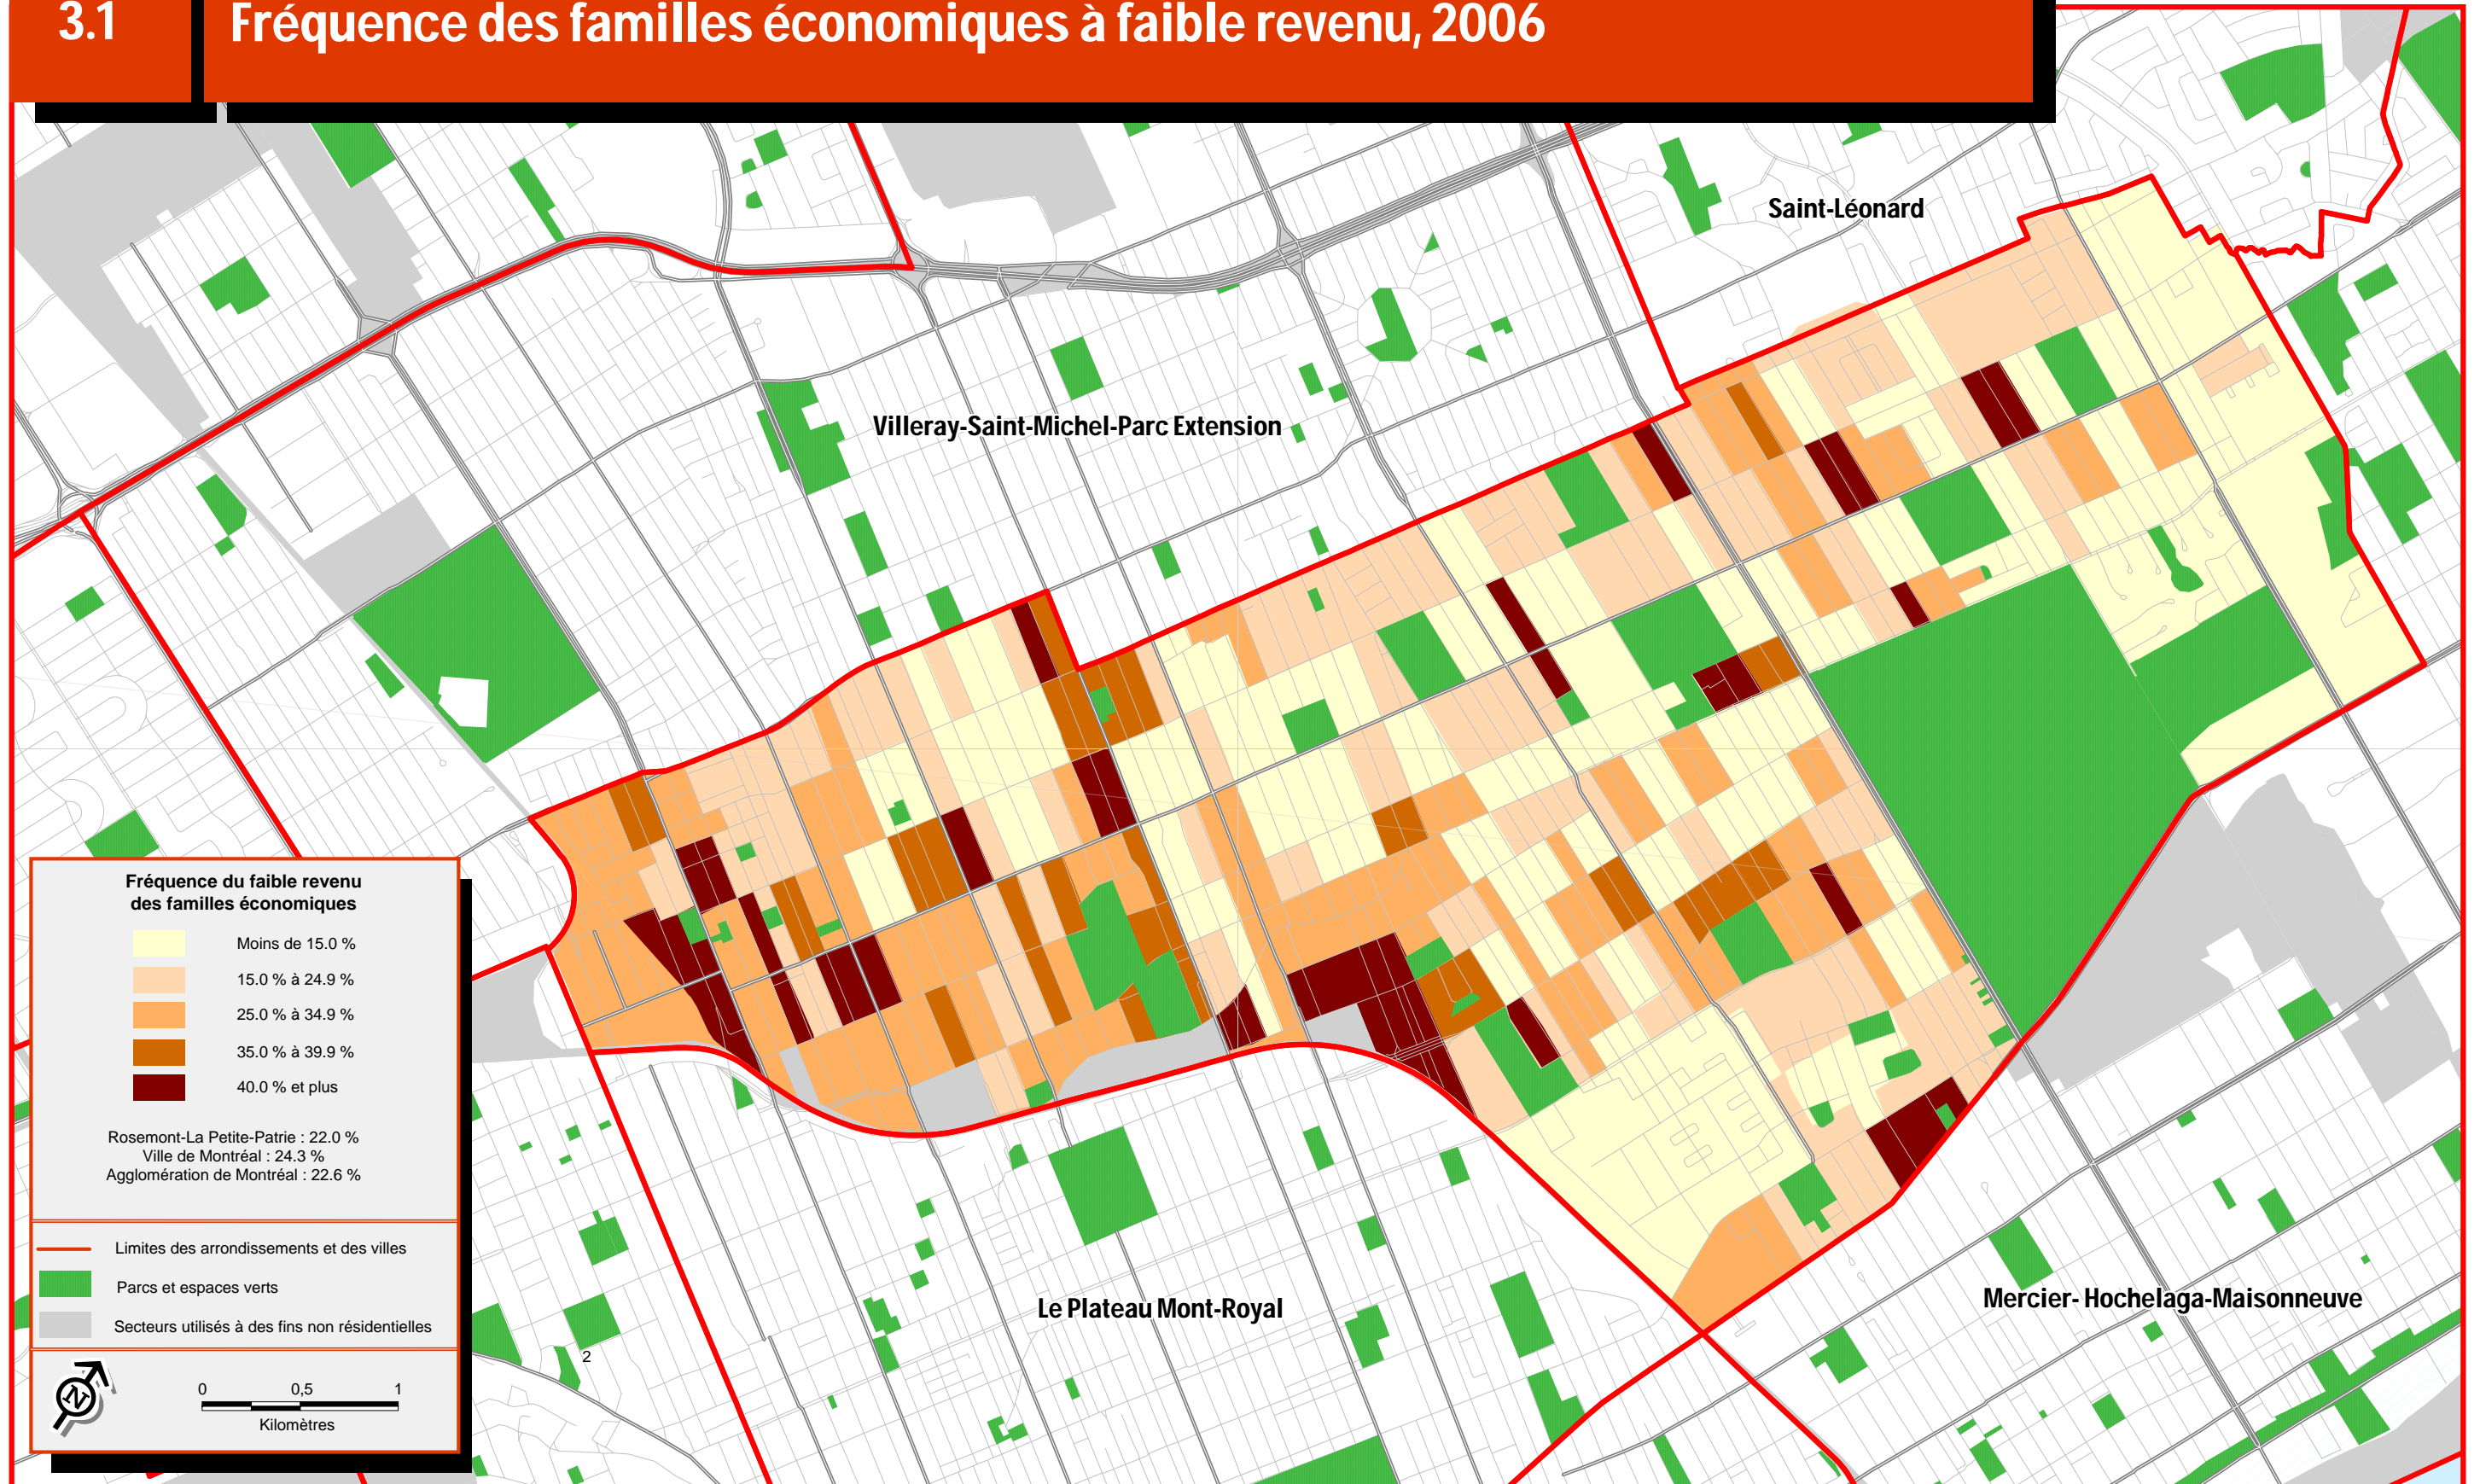 3.1
Fréquence des familles économiques à faible revenu, 2006
Saint-Léonard
Villeray-Saint-Michel-Parc Extension
Fréquence du faible revenu
des familles économiques
Moins de 15.0 %
15.0 % à 24.9 %
25.0 % à 34.9 %
35.0 % à 39.9 %
40.0 % et plus
Rosemont-La Petite-Patrie : 22.0 %
Ville de Montréal : 24.3 %
Agglomération de Montréal : 22.6 %
Limites des arrondissements et des villes
Parcs et espaces verts
Secteurs utilisés à des fins non résidentielles
N
0 0,5 1
Kilomètres
2
Le Plateau Mont-Royal
Mercier- Hochelaga-Maisonneuve